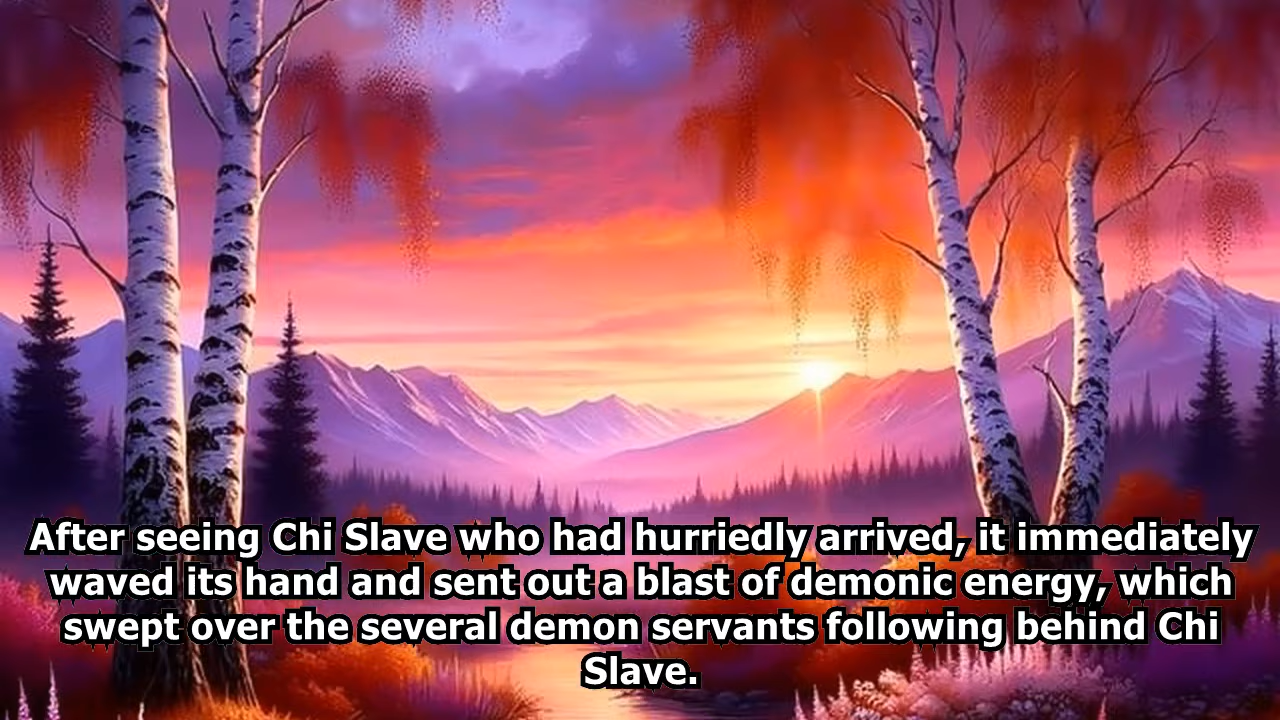 After seeing Chi Slave who had hurriedly arrived, it immediately
waved its hand and sent out a blast of demonic energy, which
swept over the several demon servants following behind Chi
Slave.